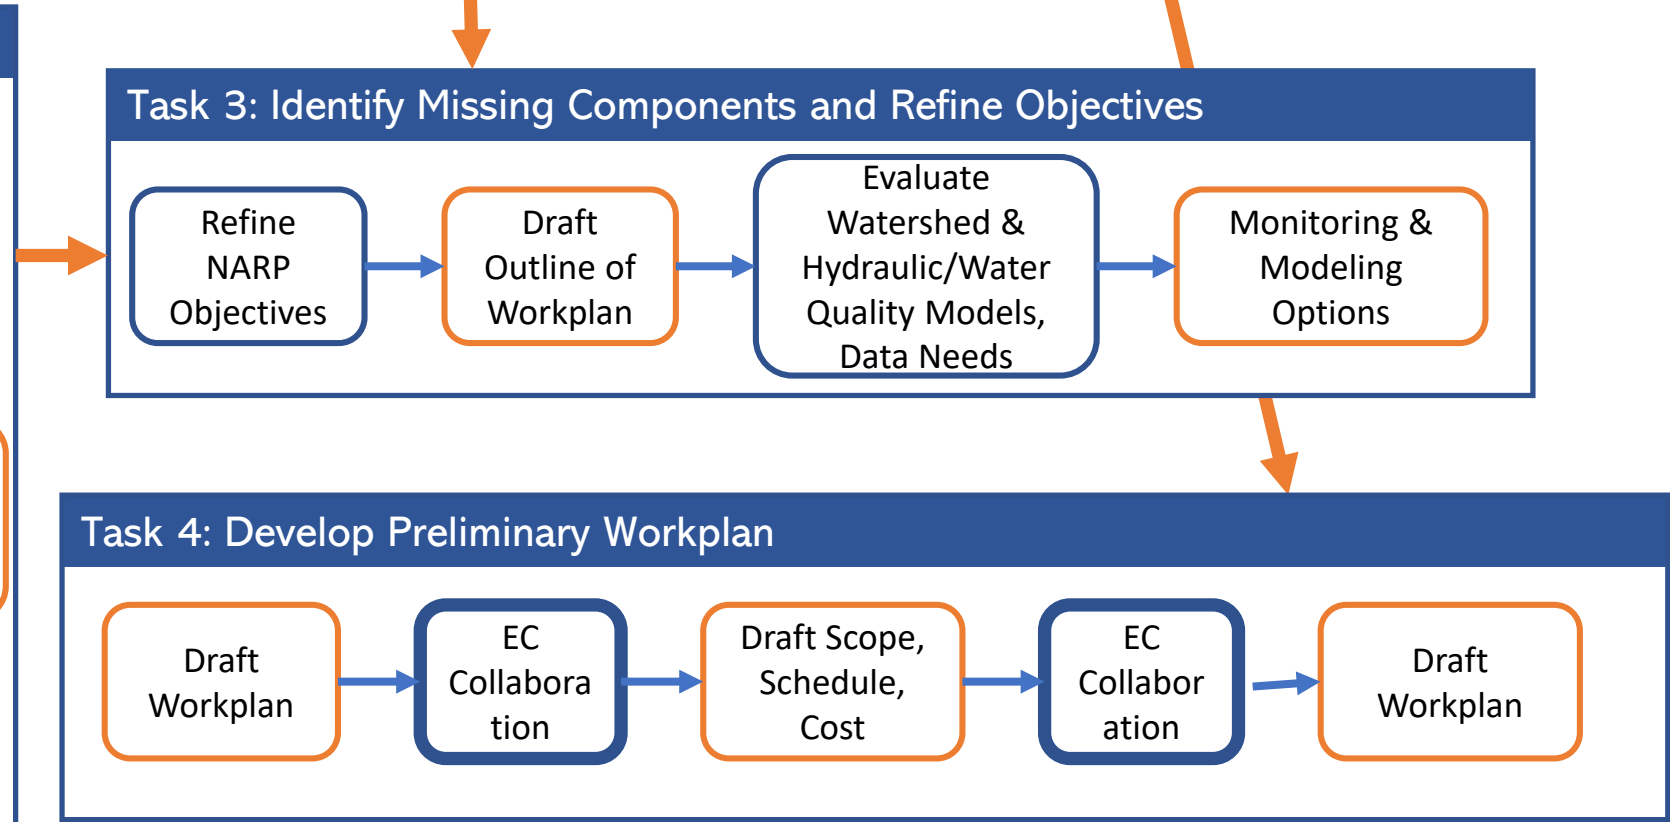 Task 3: Identify Missing Components and Refine Objectives
Refine
NARP
Objectives
Draft
Outline of
Workplan
Evaluate
Watershed &
Hydraulic/Water
Quality Models,
Data Needs
Monitoring &
Modeling
Options
Task 4: Develop Preliminary Workplan
Draft
Workplan
EC
Collabora
tion
Draft Scope,
Schedule,
Cost
EC
Collabor
ation
Draft
Workplan